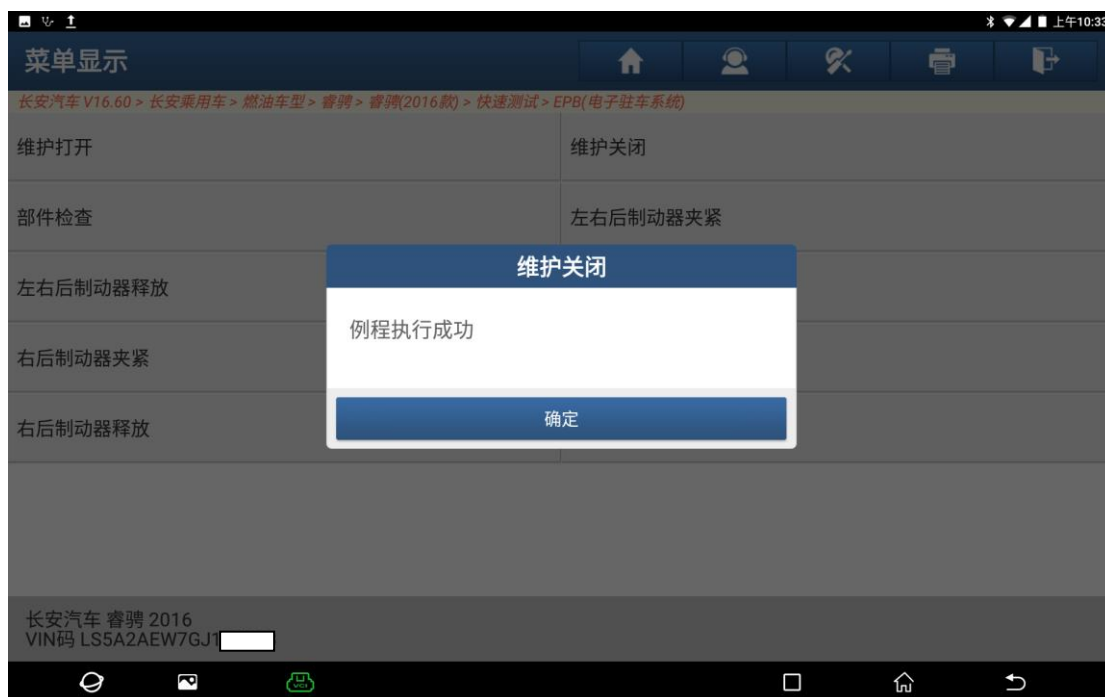 上午10:33
菜单显示
长安汽车 V16.60 > 长安乘用车 > 燃油车型 > 睿骋 > 睿骋(2016款) > 快速测试 > EPB(电子驻车系统)
维护打开
维护关闭
部件检查
左右后制动器夹紧
左右后制动器释放
右后制动器夹紧
右后制动器释放
维护关闭
例程执行成功
确定
长安汽车 睿骋 2016
VIN码 LS5A2AEW7GJ1
VCI